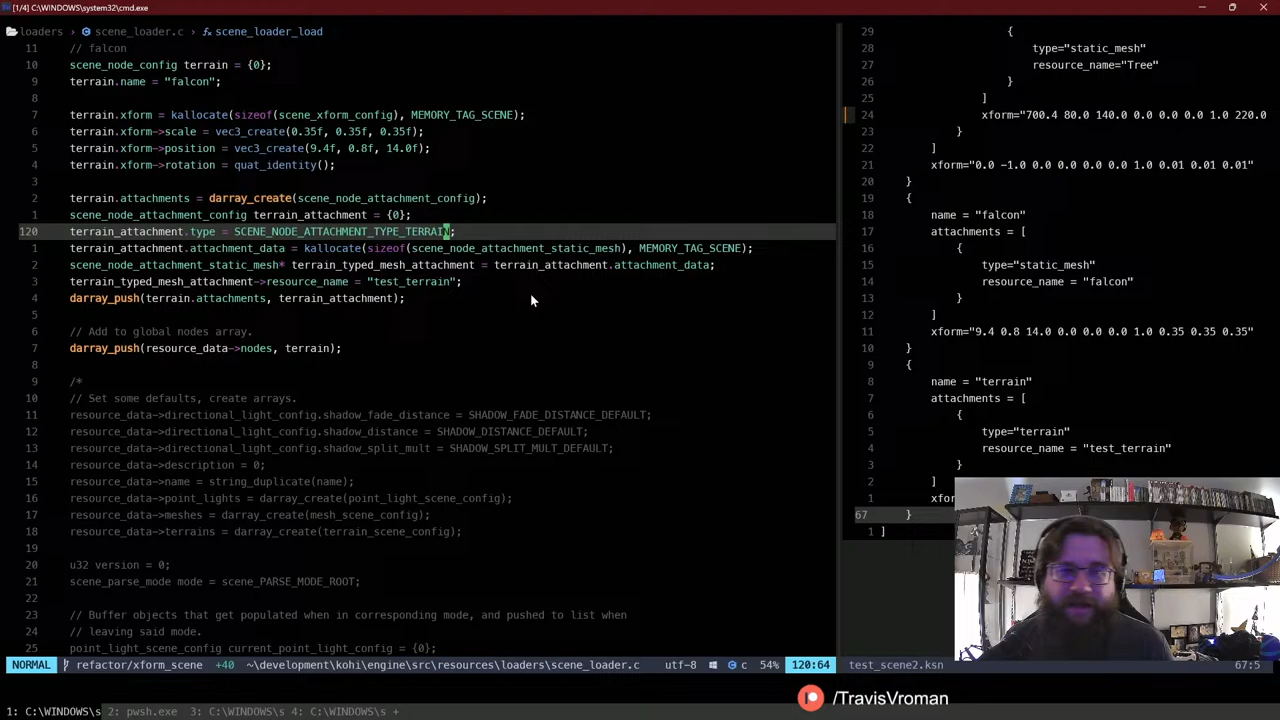 [1/4] C:\WINDOWS\system32\cmd.exe
loaders > scene_loader.c > scene_loader_load
11 // falcon
10 scene_node_config terrain = {0};
9 terrain.name = "falcon";
8
7 terrain.xform = kallocate(sizeof(scene_xform_config), MEMORY_TAG_SCENE);
6 terrain.xform->scale = vec3_create(0.35f, 0.35f, 0.35f);
5 terrain.xform->position = vec3_create(9.4f, 0.8f, 14.0f);
4 terrain.xform->rotation = quat_identity();
3
2 terrain.attachments = darray_create(scene_node_attachment_config);
1 scene_node_attachment_config terrain_attachment = {0};
120 terrain_attachment.type = SCENE_NODE_ATTACHMENT_TYPE_TERRAIN;
1 terrain_attachment.attachment_data = kallocate(sizeof(scene_node_attachment_static_mesh), MEMORY_TAG_SCENE);
2 scene_node_attachment_static_mesh* terrain_typed_mesh_attachment = terrain_attachment.attachment_data;
3 terrain_typed_mesh_attachment->resource_name = "test_terrain";
4 darray_push(terrain.attachments, terrain_attachment);
5
6 // Add to global nodes array.
7 darray_push(resource_data->nodes, terrain);
8
9 /*
10 // Set some defaults, create arrays.
11 resource_data->directional_light_config.shadow_fade_distance = SHADOW_FADE_DISTANCE_DEFAULT;
12 resource_data->directional_light_config.shadow_distance = SHADOW_DISTANCE_DEFAULT;
13 resource_data->directional_light_config.shadow_split_mult = SHADOW_SPLIT_MULT_DEFAULT;
14 resource_data->description = 0;
15 resource_data->name = string_duplicate(name);
16 resource_data->point_lights = darray_create(point_light_scene_config);
17 resource_data->meshes = darray_create(mesh_scene_config);
18 resource_data->terrains = darray_create(terrain_scene_config);
19
20 u32 version = 0;
21 scene_parse_mode mode = scene_PARSE_MODE_ROOT;
22
23 // Buffer objects that get populated when in corresponding mode, and pushed to list when
24 // leaving said mode.
25 point_light_scene_config current_point_light_config = {0};
NORMAL refactor/xform_scene +40 ~\development\kohi\engine\src\resources\loaders\scene_loader.c utf-8 c 54% 120:64
29 {
28 type="static_mesh"
27 resource_name="Tree"
26 }
25 ]
24 xform="700.4 80.0 140.0 0.0 0.0 0.0 1.0 220.0
23 }
22 ]
21 xform="0.0 -1.0 0.0 0.0 0.0 0.0 1.0 0.01 0.01 0.01"
20 }
19 {
18 name = "falcon"
17 attachments = [
16 {
15 type="static_mesh"
14 resource_name = "falcon"
13 }
12 ]
11 xform="9.4 0.8 14.0 0.0 0.0 0.0 1.0 0.35 0.35 0.35"
10 }
9 {
8 name = "terrain"
7 attachments = [
6 {
5 type="terrain"
4 resource_name = "test_terrain"
3 }
2 ]
1 xf
67 }
1 ]
test_scene2.ksn 67:5
/TravisVroman
1: C:\WINDOWS\s 2: pwsh.exe 3: C:\WINDOWS\s 4: C:\WINDOWS\s +